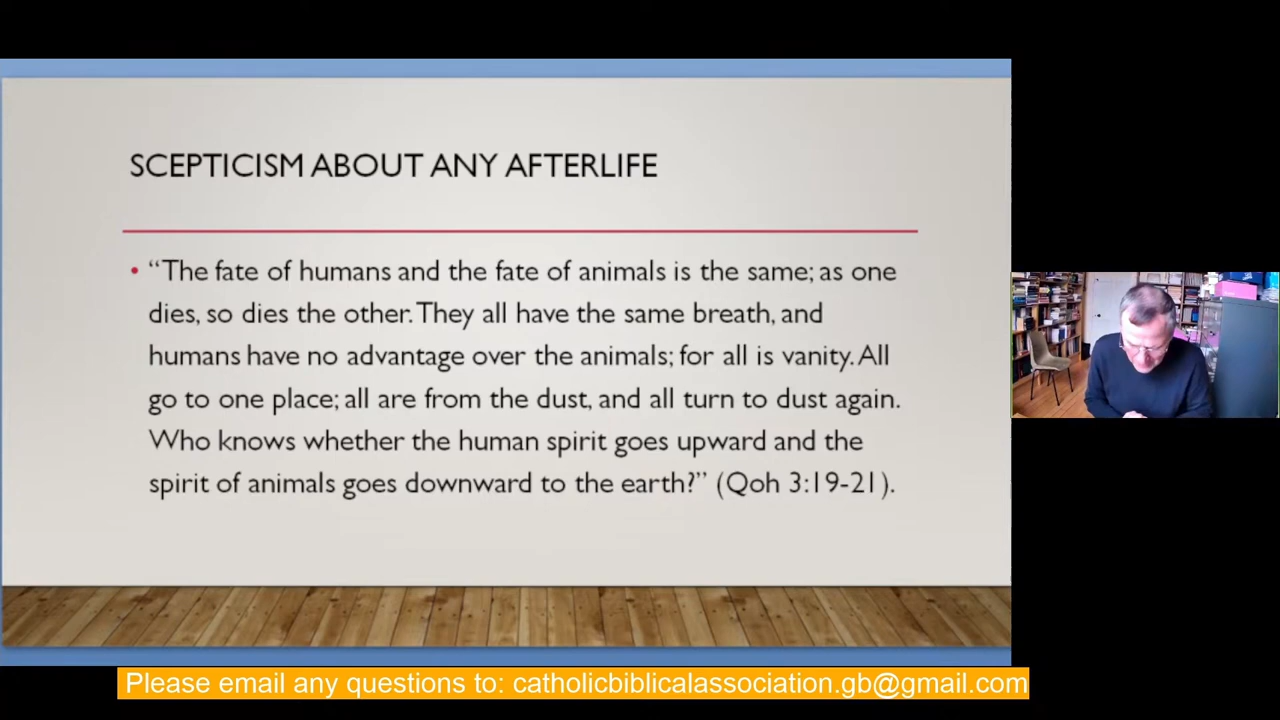 SCEPTICISM ABOUT ANY AFTERLIFE
• “The fate of humans and the fate of animals is the same; as one
dies, so dies the other. They all have the same breath, and
humans have no advantage over the animals; for all is vanity. All
go to one place; all are from the dust, and all turn to dust again.
Who knows whether the human spirit goes upward and the
spirit of animals goes downward to the earth?” (Qoh 3:19-21).
Please email any questions to: catholicbiblicalassociation.gb@gmail.com